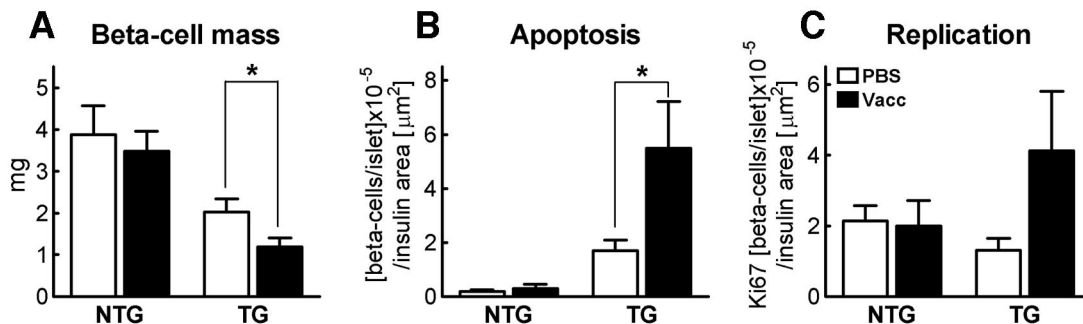 A Beta-cell mass
5
4
3
2
1
0
mg
*
NTG TG
B Apoptosis
[beta-cells/islet]x10⁻⁵
/insulin area [µm²]
8
6
4
2
0
*
NTG TG
C Replication
Ki67 [beta-cells/islet]x10⁻⁵
/insulin area [µm²]
6
4
2
0
PBS
Vacc
NTG TG